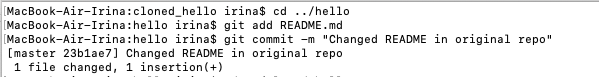 MacBook-Air-Irina:cloned_hello irina$ cd ../hello
MacBook-Air-Irina:hello irina$ git add README.md
MacBook-Air-Irina:hello irina$ git commit -m "Changed README in original repo"
[master 23b1ae7] Changed README in original repo
1 file changed, 1 insertion(+)